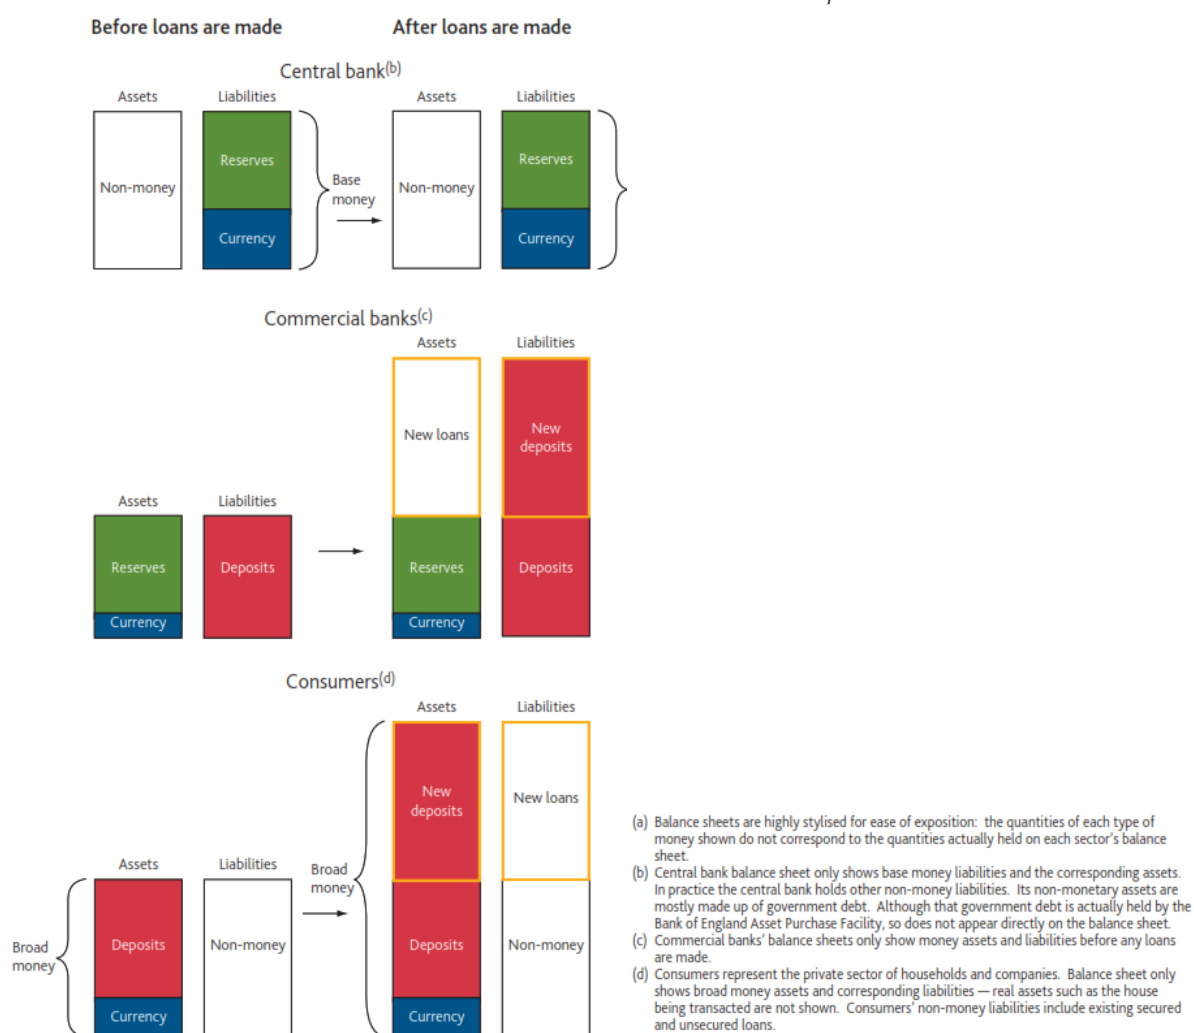 Before loans are made
After loans are made
Central bank(b)
Assets
Liabilities
Assets
Liabilities
Non-money
Reserves
Currency
Base
money
Non-money
Reserves
Currency
Commercial banks(c)
Assets
Liabilities
New loans
New
deposits
Assets
Liabilities
Reserves
Deposits
Currency
Reserves
Deposits
Currency
Consumers(d)
Assets
Liabilities
New
deposits
New loans
Assets
Liabilities
Broad
money
Broad
money
Deposits
Non-money
Currency
Deposits
Non-money
Currency
(a) Balance sheets are highly stylised for ease of exposition: the quantities of each type of
money shown do not correspond to the quantities actually held on each sector's balance
sheet.
(b) Central bank balance sheet only shows base money liabilities and the corresponding assets.
In practice the central bank holds other non-money liabilities. Its non-monetary assets are
mostly made up of government debt. Although that government debt is actually held by the
Bank of England Asset Purchase Facility, so does not appear directly on the balance sheet.
(c) Commercial banks' balance sheets only show money assets and liabilities before any loans
are made.
(d) Consumers represent the private sector of households and companies. Balance sheet only
shows broad money assets and corresponding liabilities — real assets such as the house
being transacted are not shown. Consumers' non-money liabilities include existing secured
and unsecured loans.